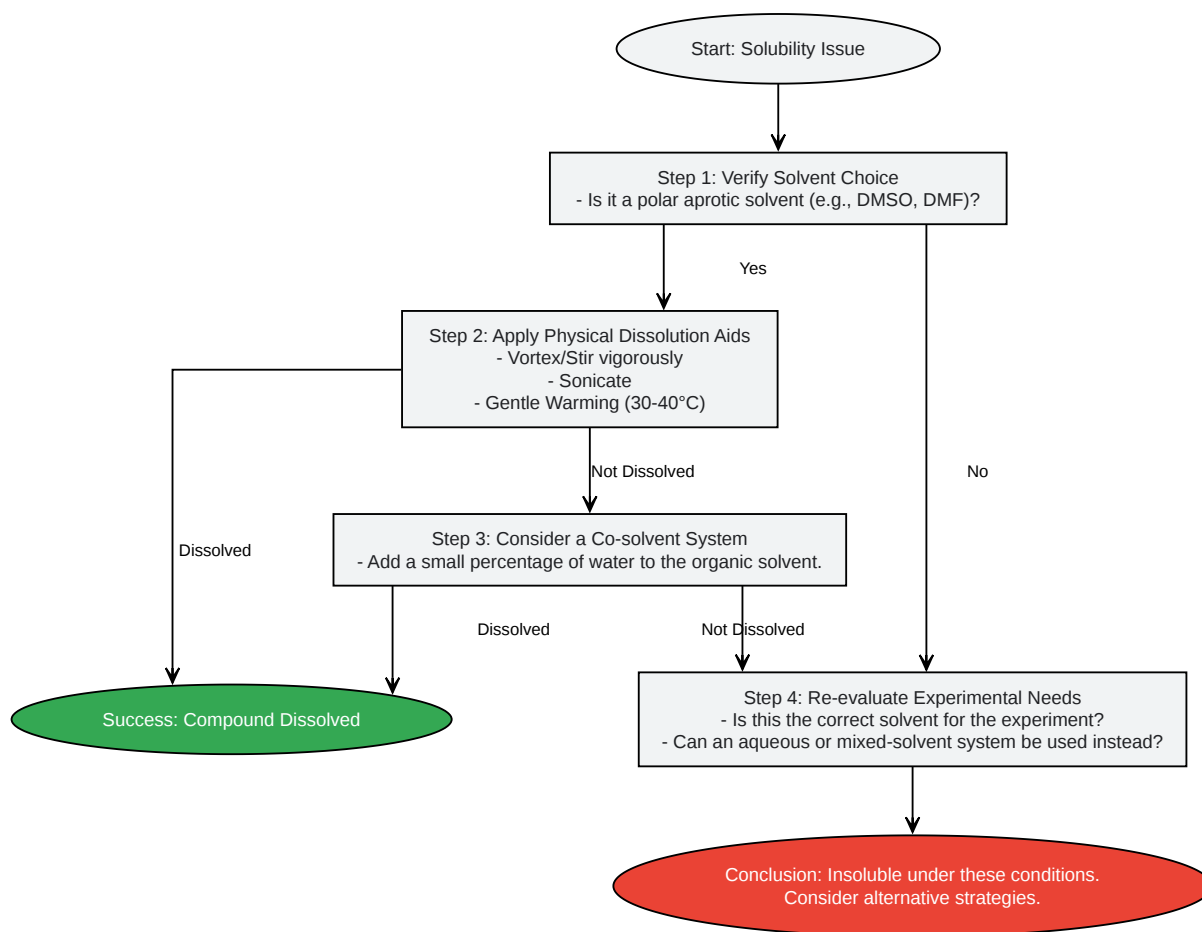 Start: Solubility Issue
Step 1: Verify Solvent Choice
- Is it a polar aprotic solvent (e.g., DMSO, DMF)?
Yes
Step 2: Apply Physical Dissolution Aids
- Vortex/Stir vigorously
- Sonicate
- Gentle Warming (30-40°C)
Not Dissolved
No
Step 3: Consider a Co-solvent System
- Add a small percentage of water to the organic solvent.
Dissolved
Dissolved
Not Dissolved
Success: Compound Dissolved
Step 4: Re-evaluate Experimental Needs
- Is this the correct solvent for the experiment?
- Can an aqueous or mixed-solvent system be used instead?
Conclusion: Insoluble under these conditions.
Consider alternative strategies.